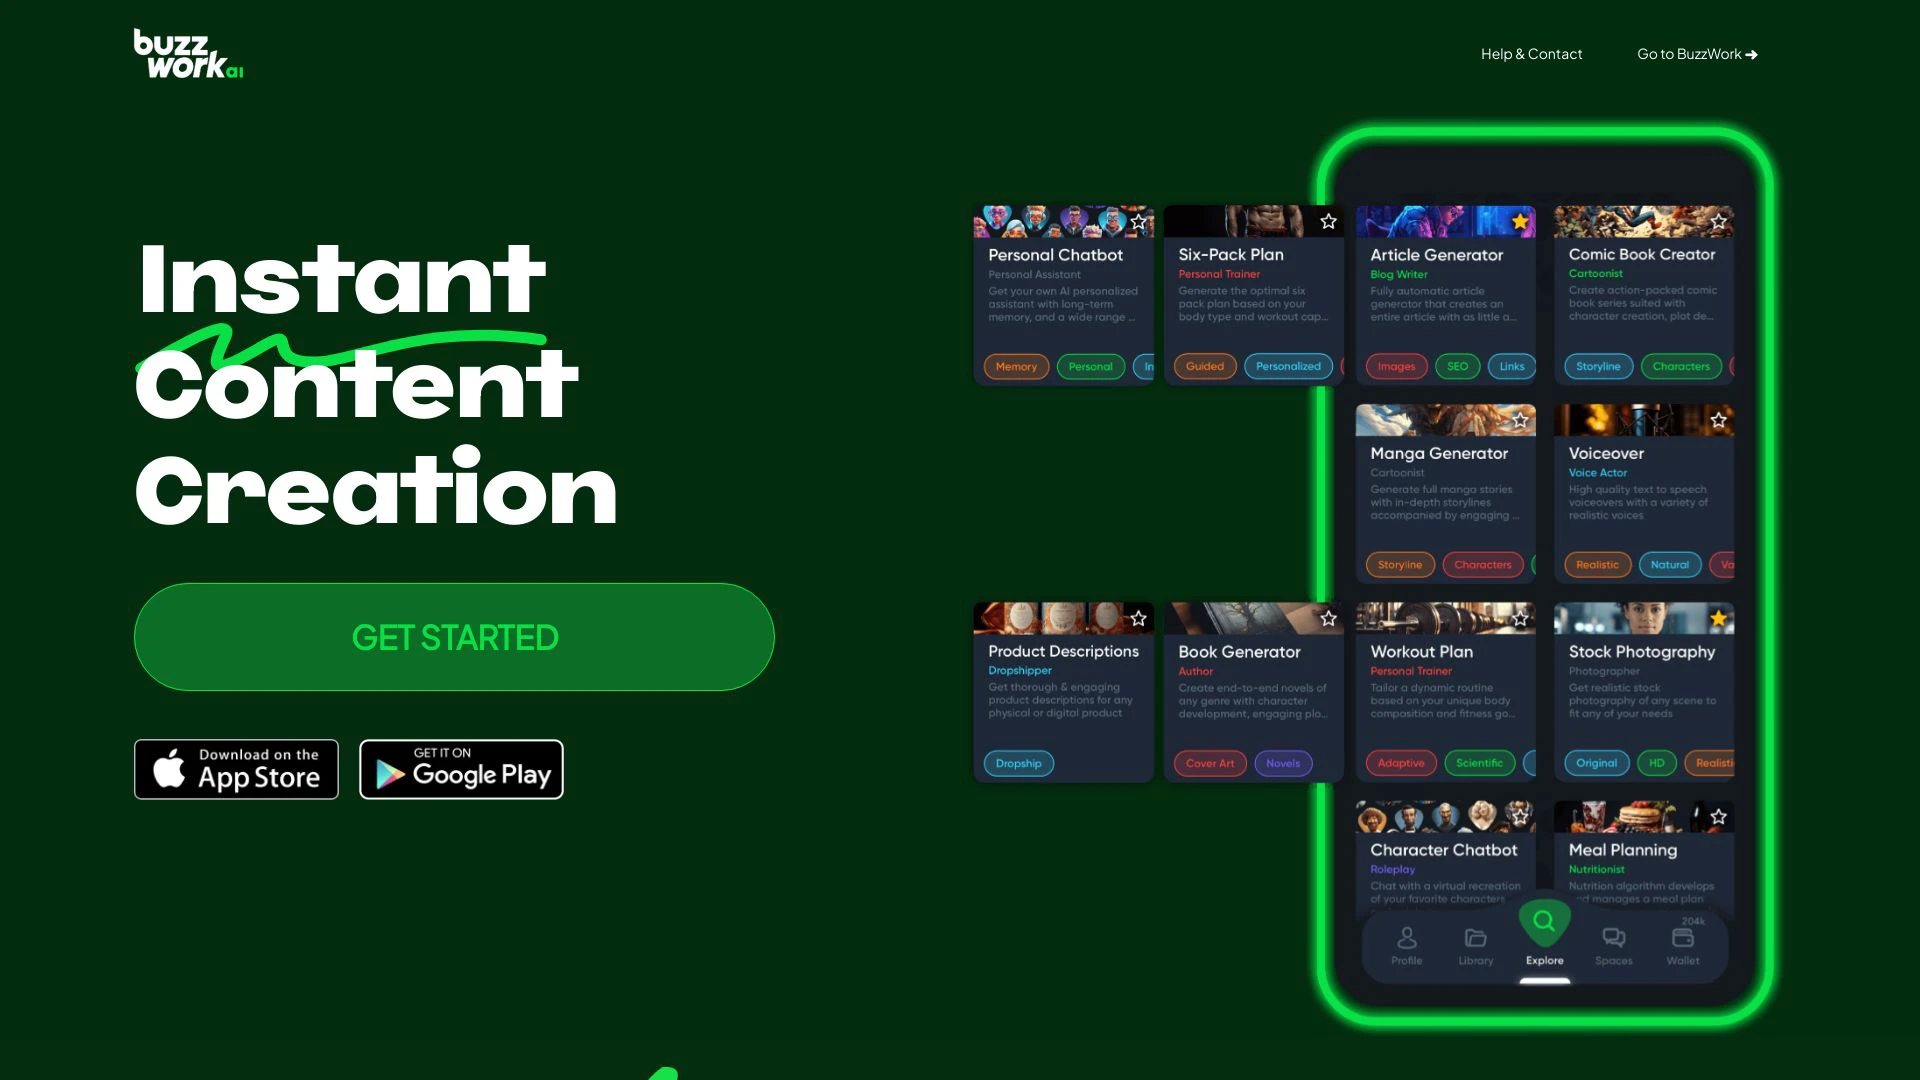 buzz
work ai
Help & Contact
Go to BuzzWork
Instant
Content
Creation
GET STARTED
Download on the
App Store
GET IT ON
Google Play
Personal Chatbot
Personal Assistant
Get your own AI personalized
assistant with long-term
memory, and a wide range ...
Memory
Personal
In
Six-Pack Plan
Personal Trainer
Generate the optimal six
pack plan based on your
body type and workout cap...
Guided
Personalized
Article Generator
Blog Writer
Fully automatic article
generator that creates an
entire article with as little a...
Images
SEO
Links
Comic Book Creator
Cartoonist
Create action-packed comic
book series suited with
character creation, plot de...
Storyline
Characters
Manga Generator
Cartoonist
Generate full manga stories
with in-depth storylines
accompanied by engaging ...
Storyline
Characters
Voiceover
Voice Actor
High quality text to speech
voiceovers with a variety of
realistic voices
Realistic
Natural
Va
Product Descriptions
Dropshipper
Get thorough & engaging
product descriptions for any
physical or digital product
Dropship
Book Generator
Author
Create end-to-end novels of
any genre with character
development, engaging plo...
Cover Art
Novels
Workout Plan
Personal Trainer
Tailor a dynamic routine
based on your unique body
composition and fitness go...
Adaptive
Scientific
Stock Photography
Photographer
Get realistic stock
photography of any scene to
fit any of your needs
Original
HD
Realisti
Character Chatbot
Roleplay
Chat with a virtual recreation
of your favorite characters
Meal Planning
Nutritionist
Nutrition algorithm develops
and manages a meal plan
204k
Profile
Library
Explore
Spaces
Wallet